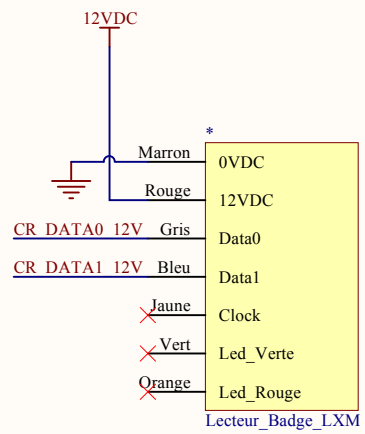 12VDC
*
Marron 0VDC
Rouge 12VDC
CR_DATA0_12V Gris Data0
CR_DATA1_12V Bleu Data1
Jaune Clock
Vert Led_Verte
Orange Led_Rouge
Lecteur_Badge_LXM